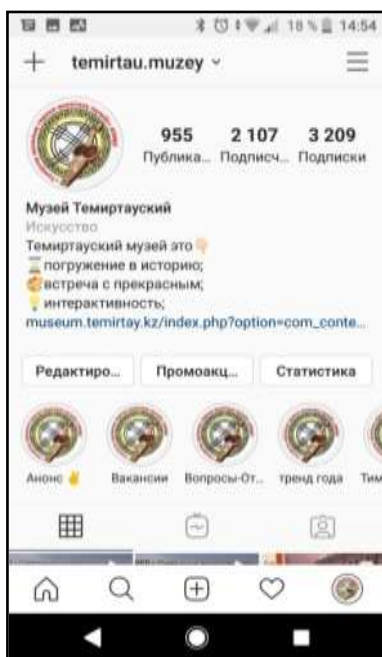 18 % 14:54
temirtau.muzey
955 2 107 3 209
Публика... Подписч... Подписки
Музей Темиртауский
Искусство
Темиртауский музей это👇🏻
⌛погружение в историю;
🎨встреча с прекрасным;
💡интерактивность;
museum.temirtay.kz/index.php?option=com_conte...
Редактиро... Промоакц... Статистика
Анонс ✌ Вакансии Вопросы-От... тренд года Тим